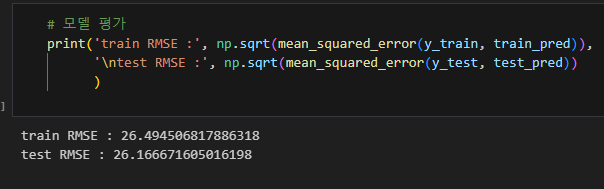 # 모델 평가
print('train RMSE :', np.sqrt(mean_squared_error(y_train, train_pred)),
'\ntest RMSE :', np.sqrt(mean_squared_error(y_test, test_pred))
)
]
train RMSE : 26.494506817886318
test RMSE : 26.166671605016198